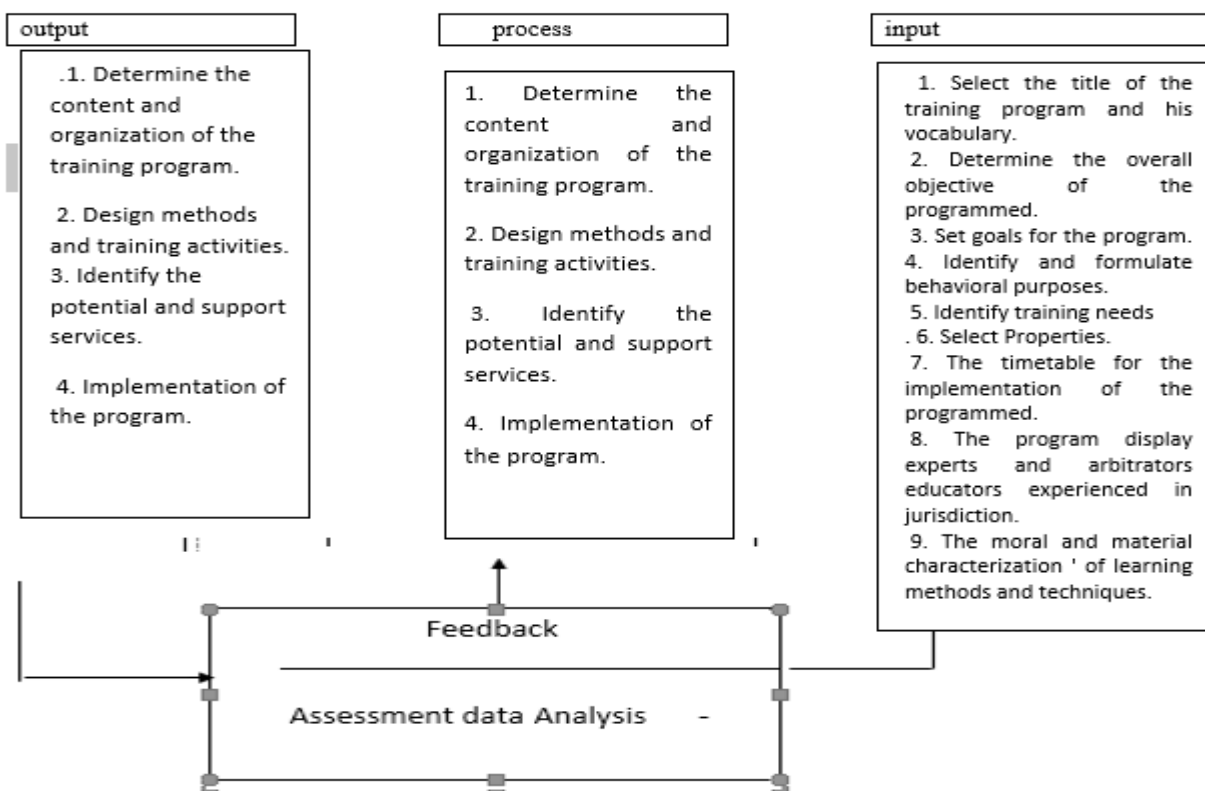 output
.1. Determine the
content and
organization of the
training program.
2. Design methods
and training activities.
3. Identify the
potential and support
services.
4. Implementation of
the program.
process
1. Determine the
content and
organization of the
training program.
2. Design methods and
training activities.
3. Identify the
potential and support
services.
4. Implementation of
the program.
input
1. Select the title of the
training program and his
vocabulary.
2. Determine the overall
objective of the
programmed.
3. Set goals for the program.
4. Identify and formulate
behavioral purposes.
5. Identify training needs
. 6. Select Properties.
7. The timetable for the
implementation of the
programmed.
8. The program display
experts and arbitrators
educators experienced in
jurisdiction.
9. The moral and material
characterization ' of learning
methods and techniques.
Feedback
Assessment data Analysis -